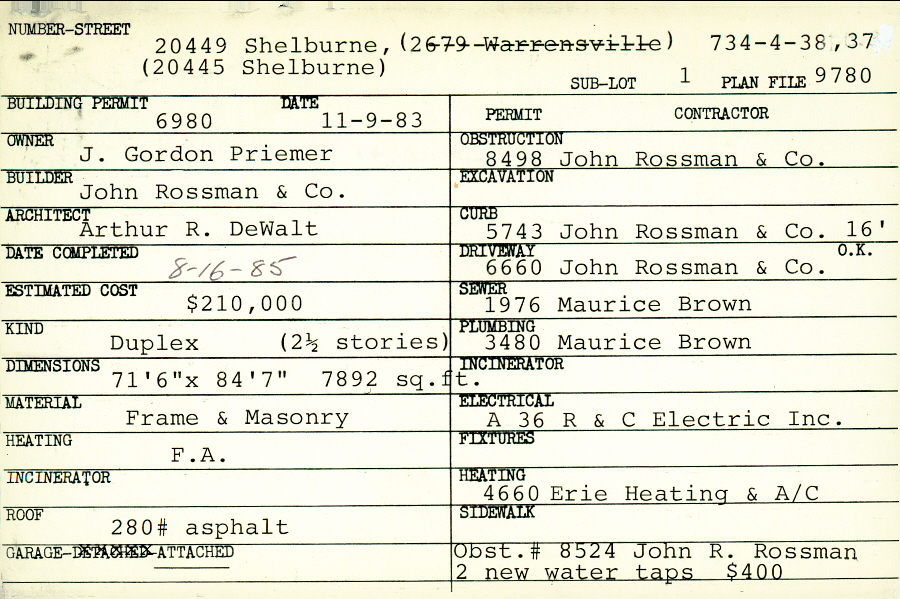 NUMBER-STREET
20449 Shelburne, (2679 Warrensville) 734-4-38,37
(20445 Shelburne)
SUB-LOT 1 PLAN FILE 9780
BUILDING PERMIT DATE
6980 11-9-83
OWNER
J. Gordon Priemer
BUILDER
John Rossman & Co.
ARCHITECT
Arthur R. DeWalt
DATE COMPLETED
8-16-85
ESTIMATED COST
$210,000
KIND
Duplex (2½ stories)
DIMENSIONS
71'6"x 84'7" 7892 sq.ft.
MATERIAL
Frame & Masonry
HEATING
F.A.
INCINERATOR
ROOF
280# asphalt
GARAGE-DETACHED-ATTACHED
PERMIT CONTRACTOR
OBSTRUCTION
8498 John Rossman & Co.
EXCAVATION
CURB
5743 John Rossman & Co. 16'
DRIVEWAY O.K.
6660 John Rossman & Co.
SEWER
1976 Maurice Brown
PLUMBING
3480 Maurice Brown
INCINERATOR
ELECTRICAL
A 36 R & C Electric Inc.
FIXTURES
HEATING
4660 Erie Heating & A/C
SIDEWALK
Obst.# 8524 John R. Rossman
2 new water taps $400